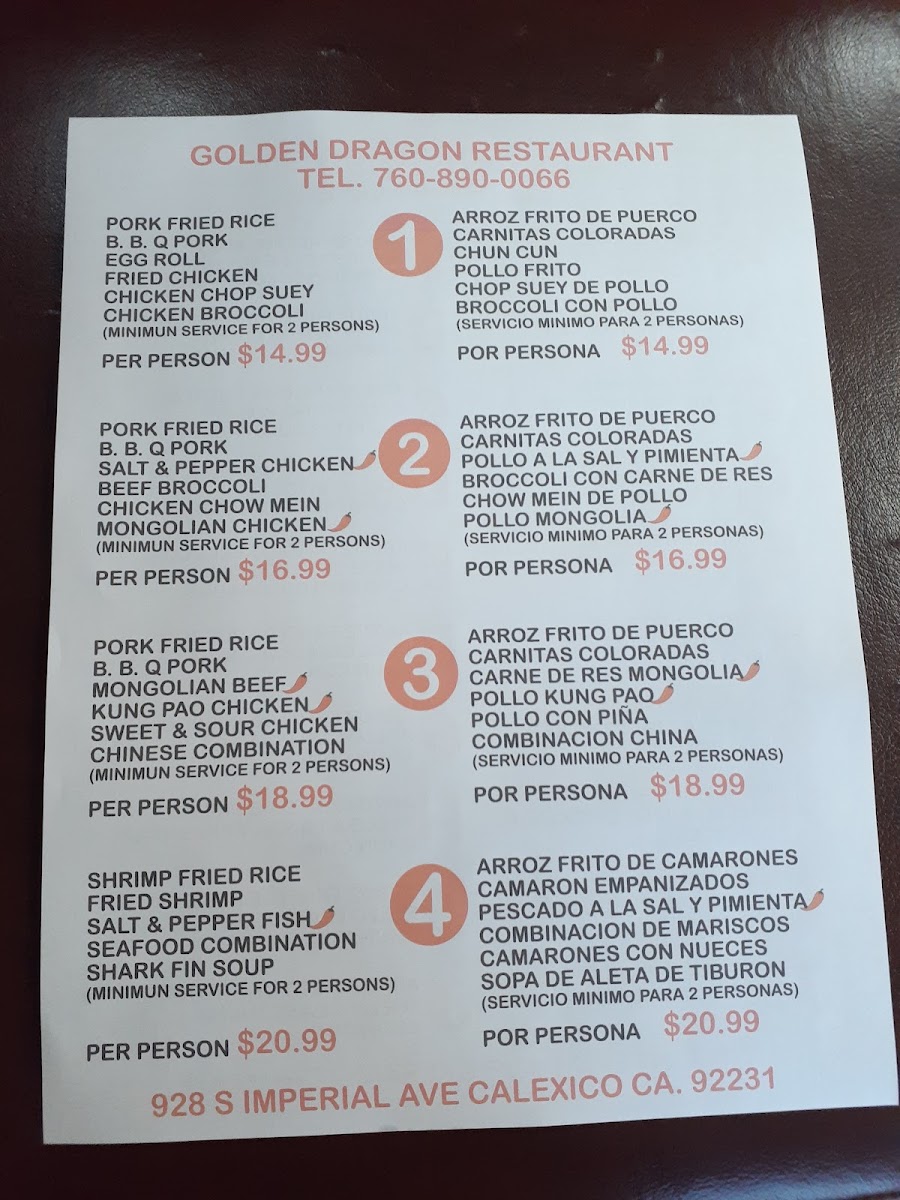 GOLDEN DRAGON RESTAURANT
TEL. 760-890-0066
1
PORK FRIED RICE
B. B. Q PORK
EGG ROLL
FRIED CHICKEN
CHICKEN CHOP SUEY
CHICKEN BROCCOLI
(MINIMUN SERVICE FOR 2 PERSONS)
PER PERSON $14.99
ARROZ FRITO DE PUERCO
CARNITAS COLORADAS
CHUN CUN
POLLO FRITO
CHOP SUEY DE POLLO
BROCCOLI CON POLLO
(SERVICIO MINIMO PARA 2 PERSONAS)
POR PERSONA $14.99
2
PORK FRIED RICE
B. B. Q PORK
SALT & PEPPER CHICKEN
BEEF BROCCOLI
CHICKEN CHOW MEIN
MONGOLIAN CHICKEN
(MINIMUN SERVICE FOR 2 PERSONS)
PER PERSON $16.99
ARROZ FRITO DE PUERCO
CARNITAS COLORADAS
POLLO A LA SAL Y PIMIENTA
BROCCOLI CON CARNE DE RES
CHOW MEIN DE POLLO
POLLO MONGOLIA
(SERVICIO MINIMO PARA 2 PERSONAS)
POR PERSONA $16.99
3
PORK FRIED RICE
B. B. Q PORK
MONGOLIAN BEEF
KUNG PAO CHICKEN
SWEET & SOUR CHICKEN
CHINESE COMBINATION
(MINIMUN SERVICE FOR 2 PERSONS)
PER PERSON $18.99
ARROZ FRITO DE PUERCO
CARNITAS COLORADAS
CARNE DE RES MONGOLIA
POLLO KUNG PAO
POLLO CON PIÑA
COMBINACION CHINA
(SERVICIO MINIMO PARA 2 PERSONAS)
POR PERSONA $18.99
4
SHRIMP FRIED RICE
FRIED SHRIMP
SALT & PEPPER FISH
SEAFOOD COMBINATION
SHARK FIN SOUP
(MINIMUN SERVICE FOR 2 PERSONS)
PER PERSON $20.99
ARROZ FRITO DE CAMARONES
CAMARON EMPANIZADOS
PESCADO A LA SAL Y PIMIENTA
COMBINACION DE MARISCOS
CAMARONES CON NUECES
SOPA DE ALETA DE TIBURON
(SERVICIO MINIMO PARA 2 PERSONAS)
POR PERSONA $20.99
928 S IMPERIAL AVE CALEXICO CA. 92231